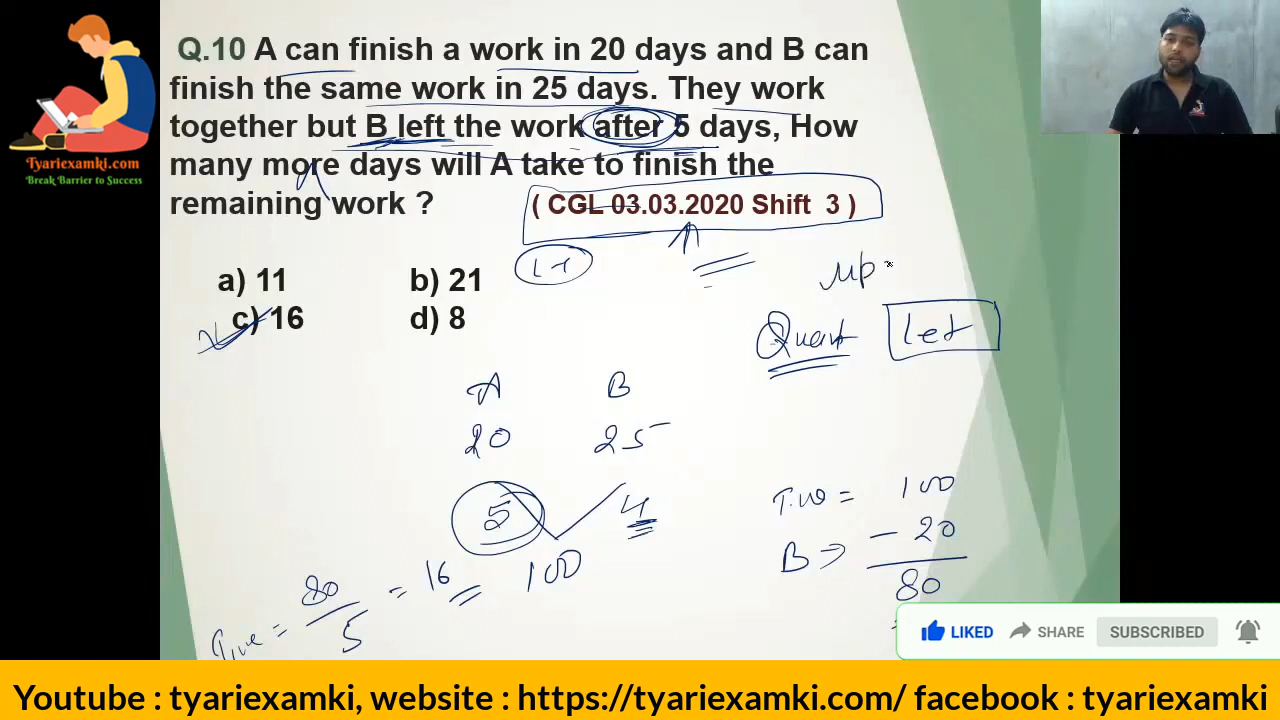 Q.10 A can finish a work in 20 days and B can
finish the same work in 25 days. They work
together but B left the work after 5 days, How
many more days will A take to finish the
remaining work ?
( CGL 03.03.2020 Shift 3 )
a) 11
b) 21
c) 16
d) 8
Tyariexamki.com
Break Barrier to Success
Quant
Let
A B
20 25
5 4
100
T.W = 100
B ⇒ - 20
80
80
= 16
5
LIKED
SHARE
SUBSCRIBED
Youtube : tyariexamki, website : https://tyariexamki.com/ facebook : tyariexamki